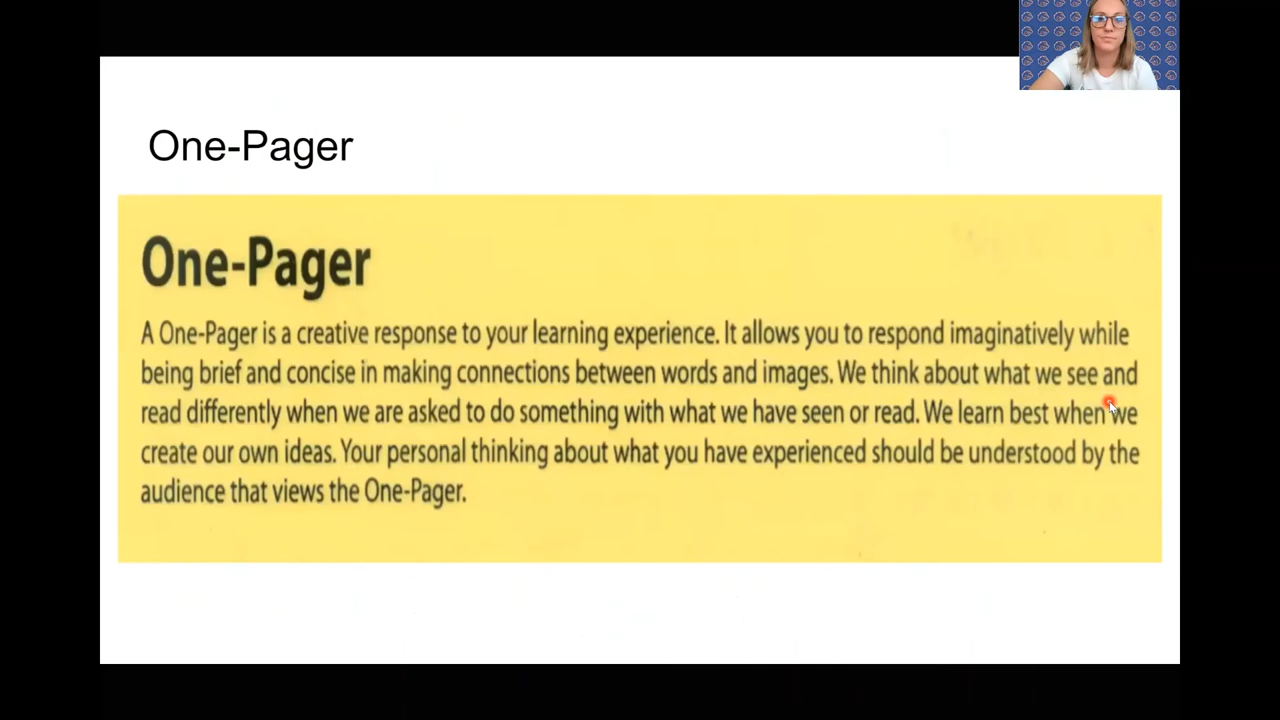 One-Pager
One-Pager
A One-Pager is a creative response to your learning experience. It allows you to respond imaginatively while
being brief and concise in making connections between words and images. We think about what we see and
read differently when we are asked to do something with what we have seen or read. We learn best when we
create our own ideas. Your personal thinking about what you have experienced should be understood by the
audience that views the One-Pager.